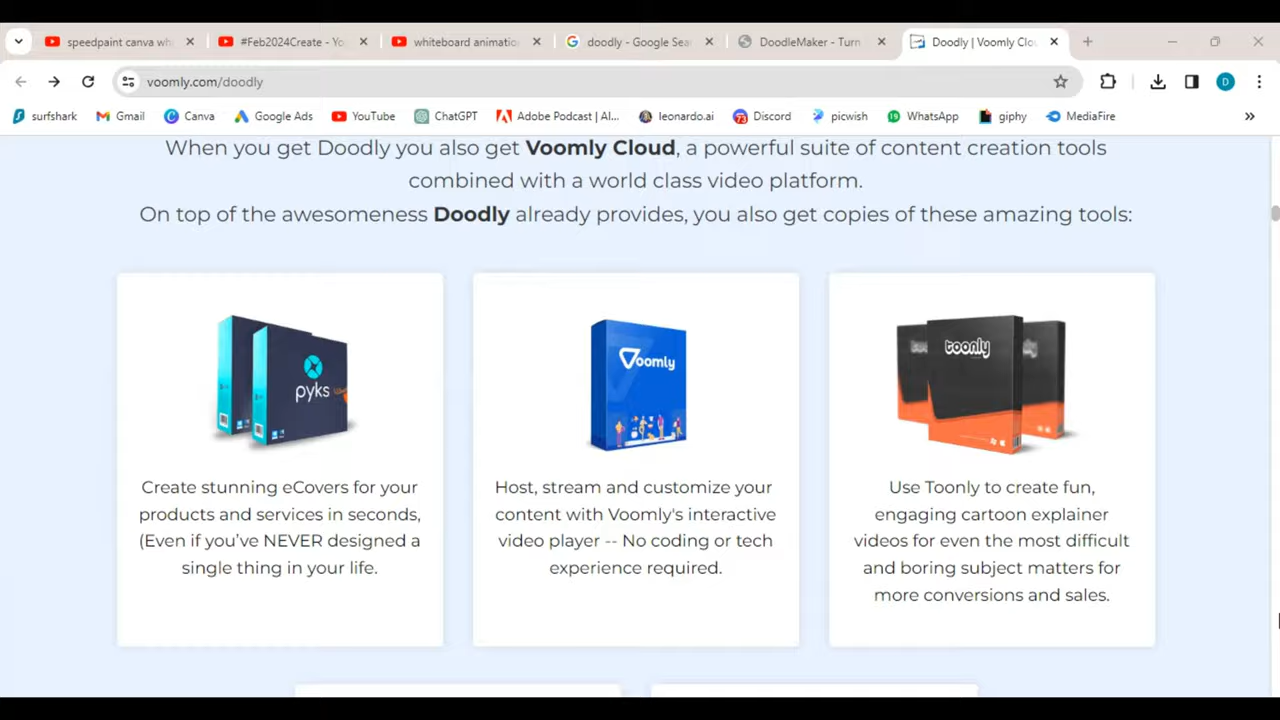 speedpaint canva wh
#Feb2024Create - Yo
whiteboard animatio
doodly - Google Sea
DoodleMaker - Turn
Doodly | Voomly Clo
voomly.com/doodly
D
surfshark
Gmail
Canva
Google Ads
YouTube
ChatGPT
Adobe Podcast | AI...
leonardo.ai
Discord
picwish
WhatsApp
giphy
MediaFire
When you get Doodly you also get Voomly Cloud, a powerful suite of content creation tools
combined with a world class video platform.
On top of the awesomeness Doodly already provides, you also get copies of these amazing tools:
pyks
Create stunning eCovers for your
products and services in seconds,
(Even if you've NEVER designed a
single thing in your life.
Voomly
Host, stream and customize your
content with Voomly's interactive
video player -- No coding or tech
experience required.
toonly
Use Toonly to create fun,
engaging cartoon explainer
videos for even the most difficult
and boring subject matters for
more conversions and sales.